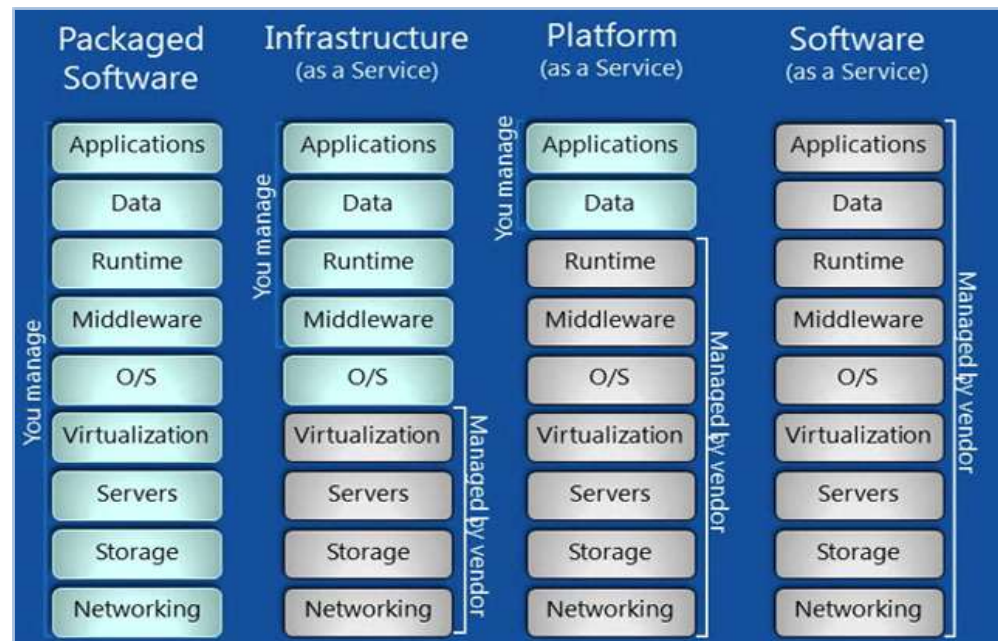 Packaged
Software
Infrastructure
(as a Service)
Platform
(as a Service)
Software
(as a Service)
You manage
Applications
Data
Runtime
Middleware
O/S
Virtualization
Servers
Storage
Networking
You manage
Applications
Data
Runtime
Middleware
O/S
Virtualization
Servers
Storage
Networking
Managed by vendor
You manage
Applications
Data
Runtime
Middleware
O/S
Virtualization
Servers
Storage
Networking
Managed by vendor
Applications
Data
Runtime
Middleware
O/S
Virtualization
Servers
Storage
Networking
Managed by vendor